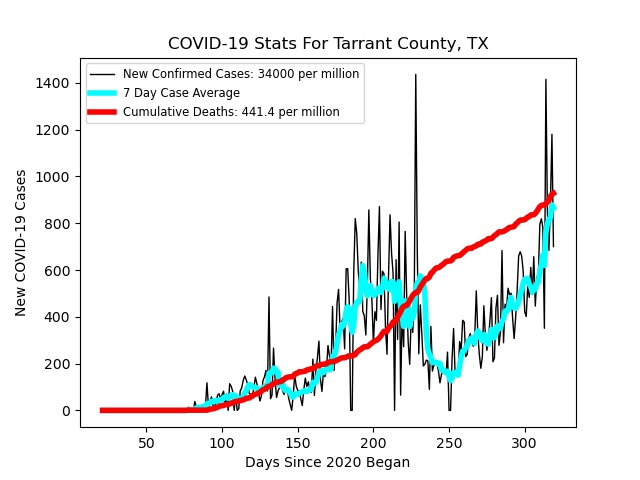 COVID-19 Stats For Tarrant County, TX
New Confirmed Cases: 34000 per million
7 Day Case Average
Cumulative Deaths: 441.4 per million
New COVID-19 Cases
1400
1200
1000
800
600
400
200
0
50 100 150 200 250 300
Days Since 2020 Began